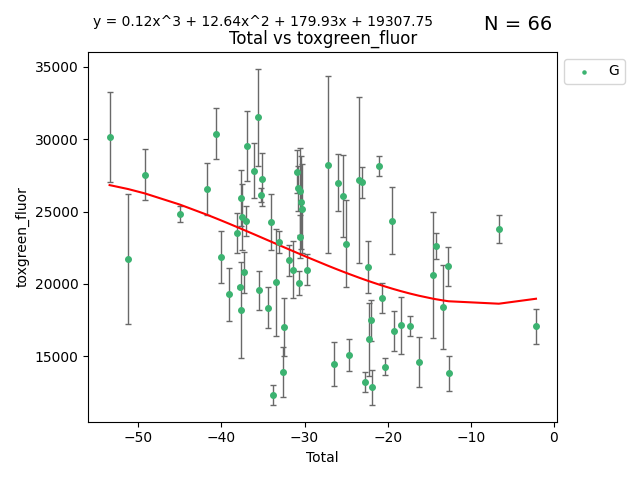 y = 0.12x^3 + 12.64x^2 + 179.93x + 19307.75
N = 66
Total vs toxgreen_fluor
G
35000
30000
25000
20000
15000
toxgreen_fluor
−50
−40
−30
−20
−10
0
Total